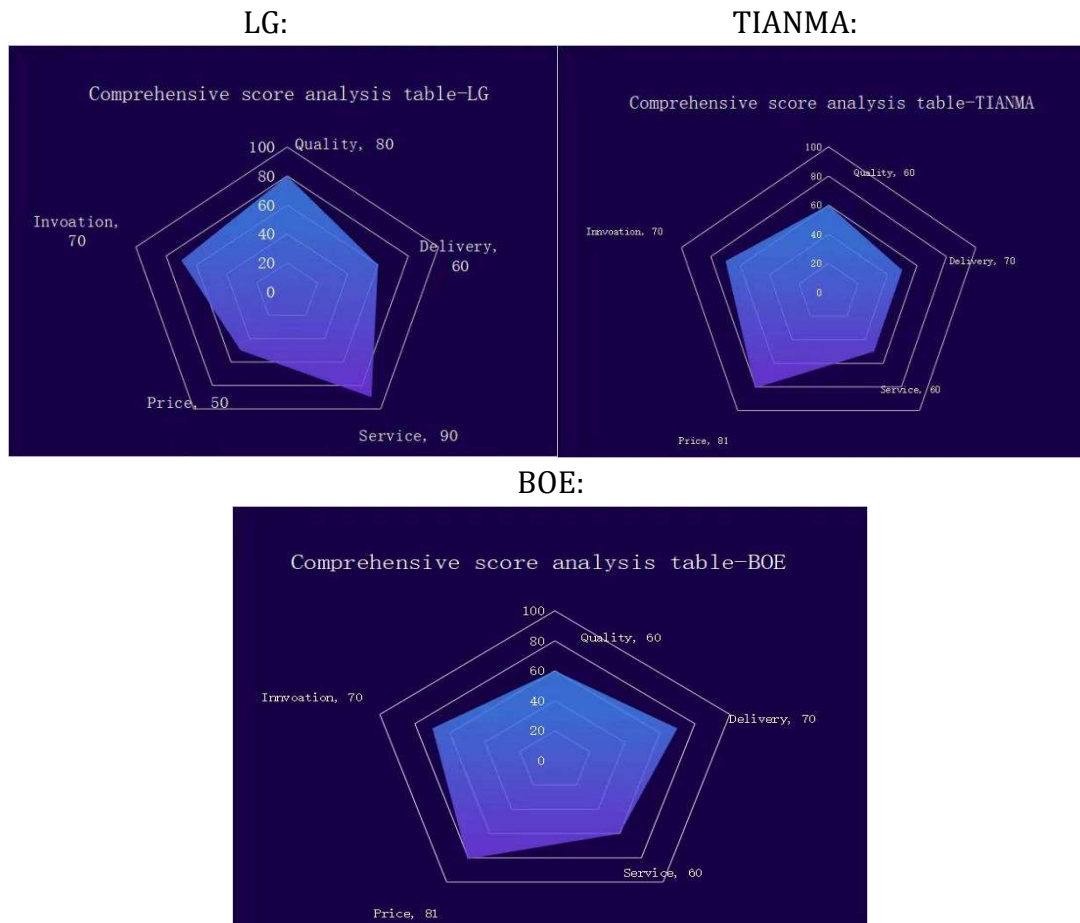 LG:
TIANMA:
Comprehensive score analysis table-LG
Quality, 80
100
80
60
40
20
0
Invoation,
70
Delivery,
60
Price, 50
Service, 90
Comprehensive score analysis table-TIANMA
100
80
60
40
20
0
Quality, 60
Innvoation, 70
Delivery, 70
Service, 60
Price, 81
BOE:
Comprehensive score analysis table-BOE
100
80
60
40
20
0
Quality, 60
Innvoation, 70
Delivery, 70
Service, 60
Price, 81